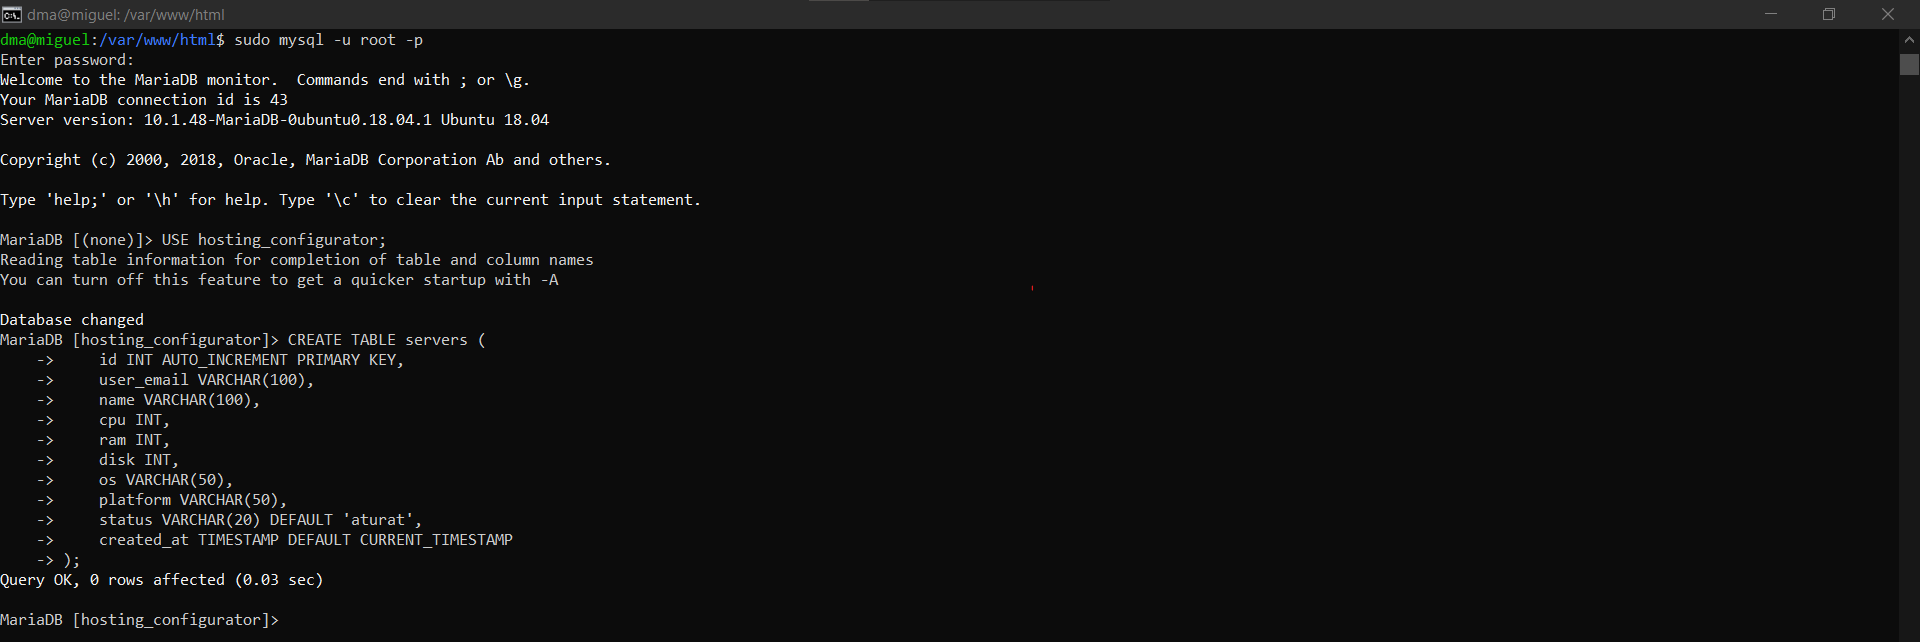 dma@miguel: /var/www/html
dma@miguel:/var/www/html$ sudo mysql -u root -p
Enter password:
Welcome to the MariaDB monitor.  Commands end with ; or \g.
Your MariaDB connection id is 43
Server version: 10.1.48-MariaDB-0ubuntu0.18.04.1 Ubuntu 18.04

Copyright (c) 2000, 2018, Oracle, MariaDB Corporation Ab and others.

Type 'help;' or '\h' for help. Type '\c' to clear the current input statement.

MariaDB [(none)]> USE hosting_configurator;
Reading table information for completion of table and column names
You can turn off this feature to get a quicker startup with -A

Database changed
MariaDB [hosting_configurator]> CREATE TABLE servers (
    ->     id INT AUTO_INCREMENT PRIMARY KEY,
    ->     user_email VARCHAR(100),
    ->     name VARCHAR(100),
    ->     cpu INT,
    ->     ram INT,
    ->     disk INT,
    ->     os VARCHAR(50),
    ->     platform VARCHAR(50),
    ->     status VARCHAR(20) DEFAULT 'aturat',
    ->     created_at TIMESTAMP DEFAULT CURRENT_TIMESTAMP
    -> );
Query OK, 0 rows affected (0.03 sec)

MariaDB [hosting_configurator]>